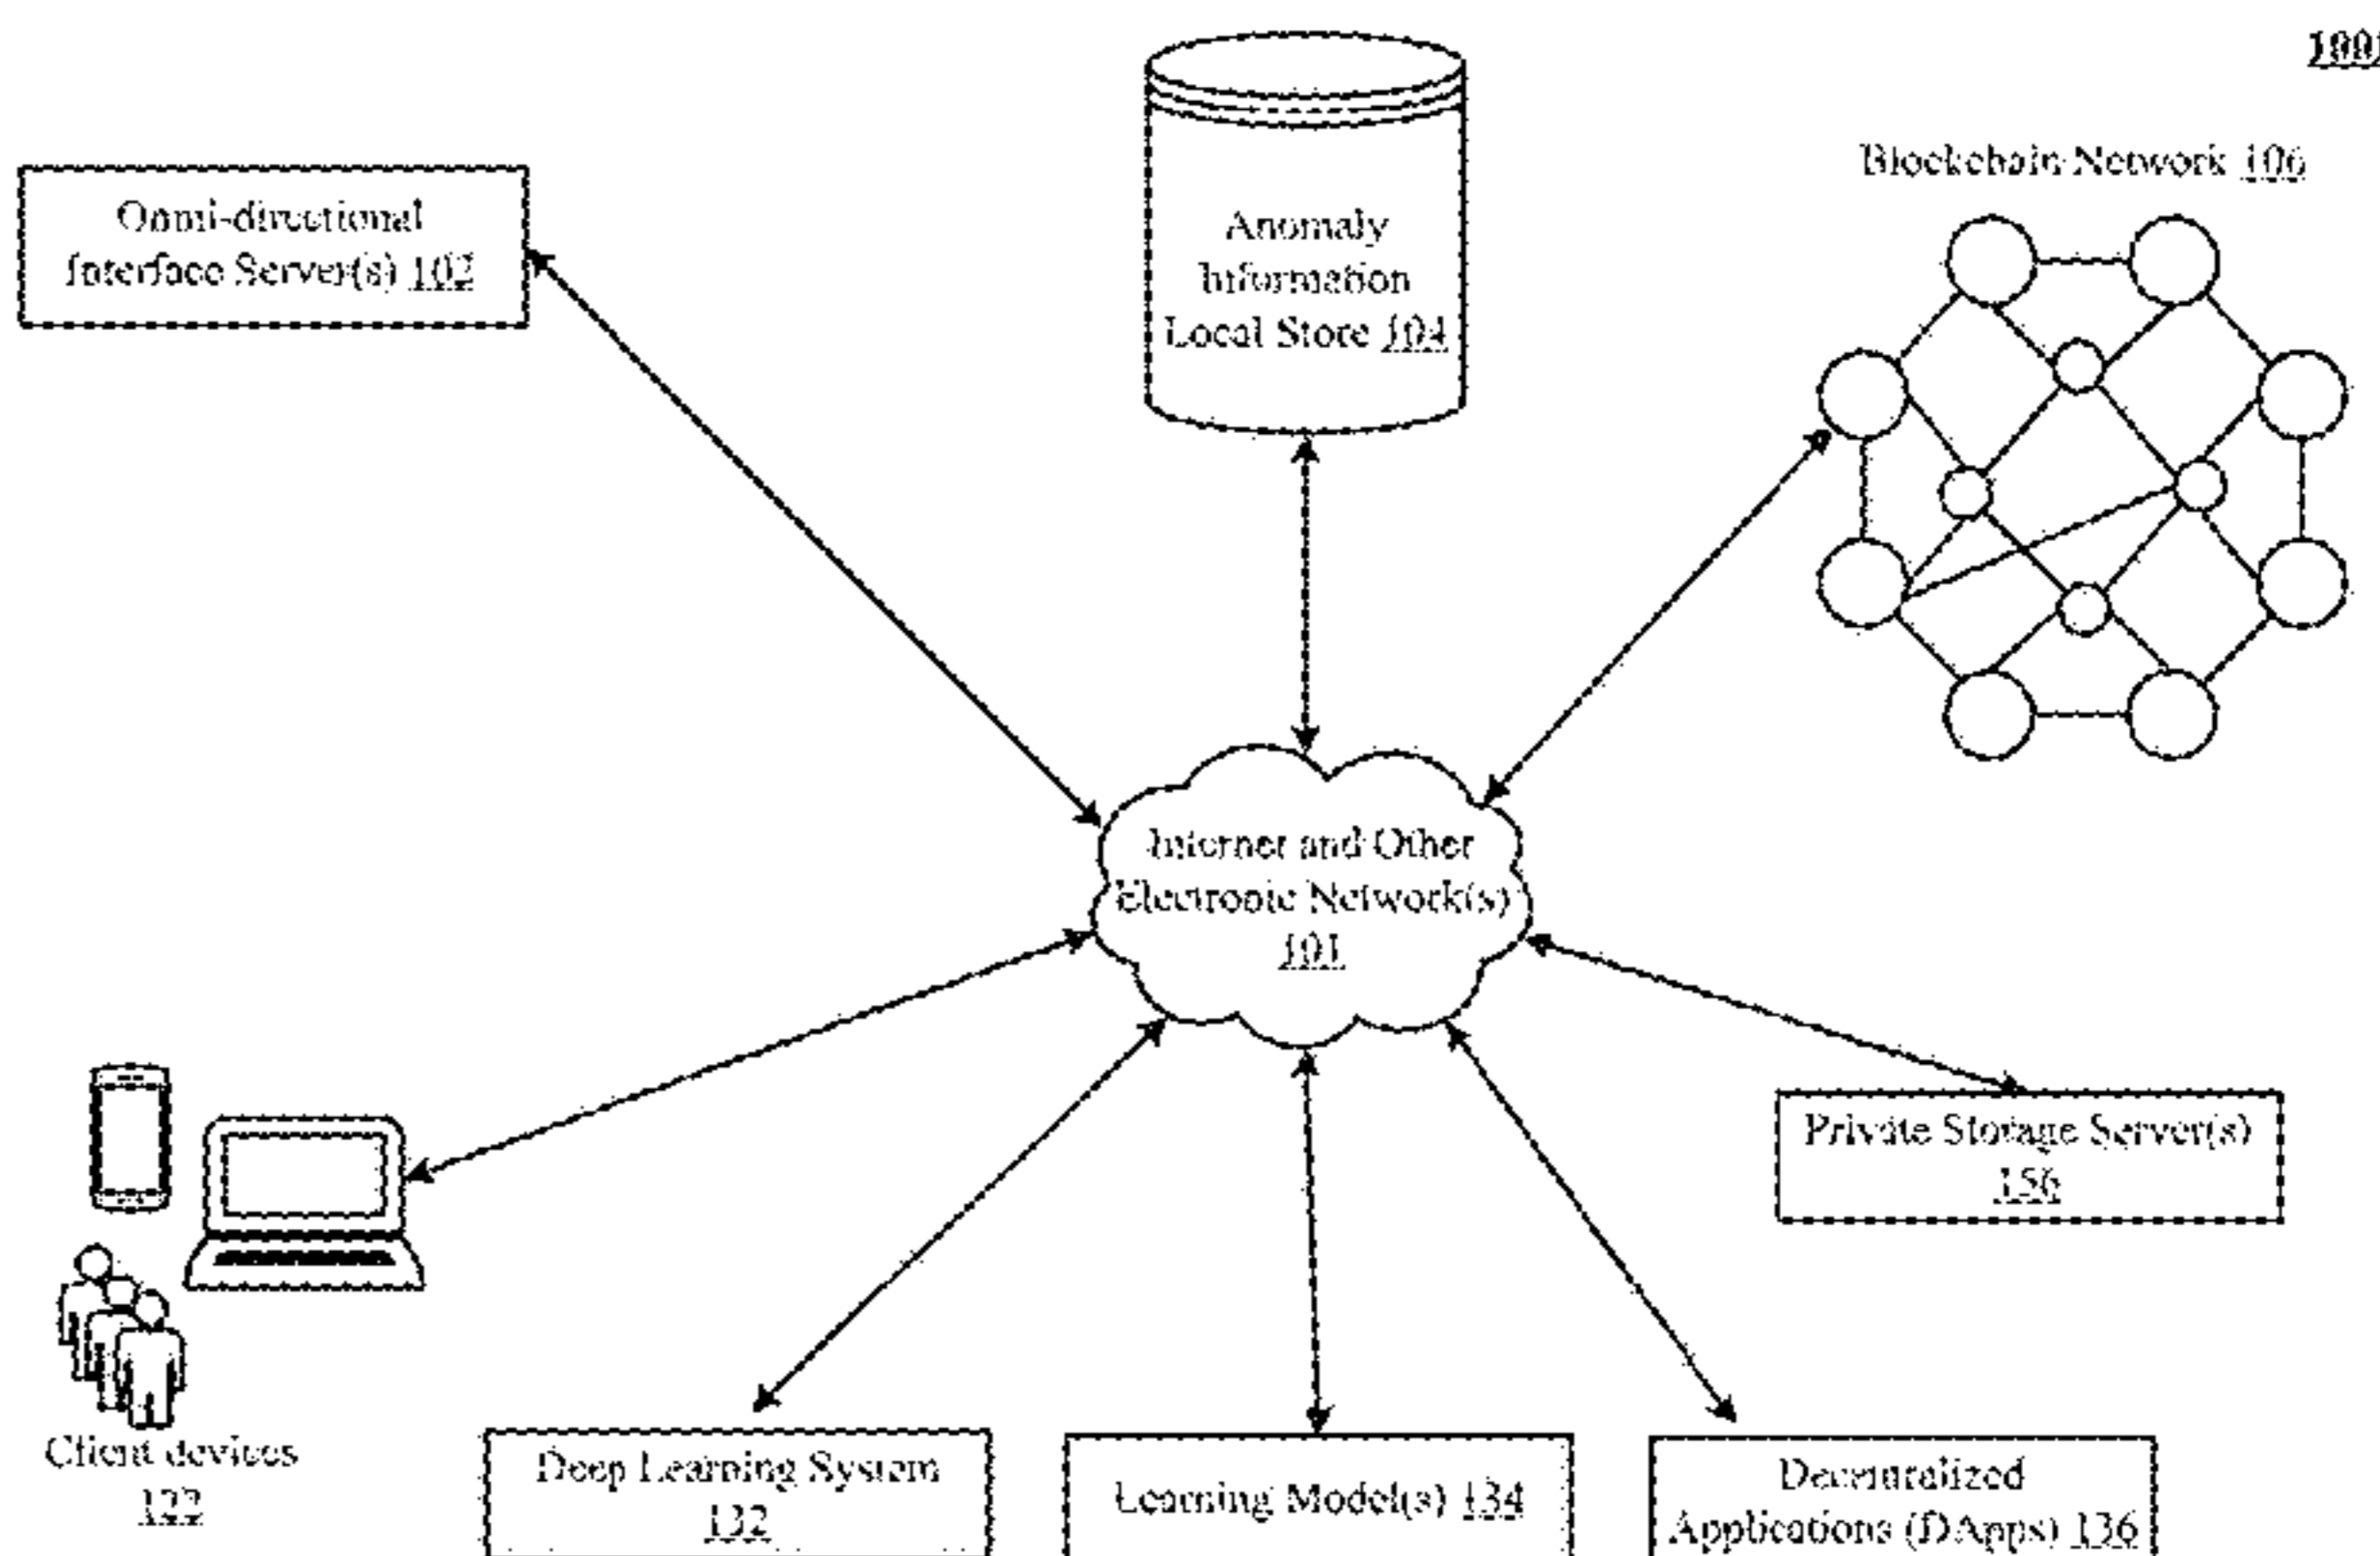 Omni-directional
Interface Server(s) 102
Anomaly
Information
Local Store 104
Blockchain Network 106
Internet and Other
Electronic Network(s)
101
Private Storage Server(s)
156
Client devices
122
Deep Learning System
132
Learning Model(s) 134
Decentralized
Applications (DApps) 136